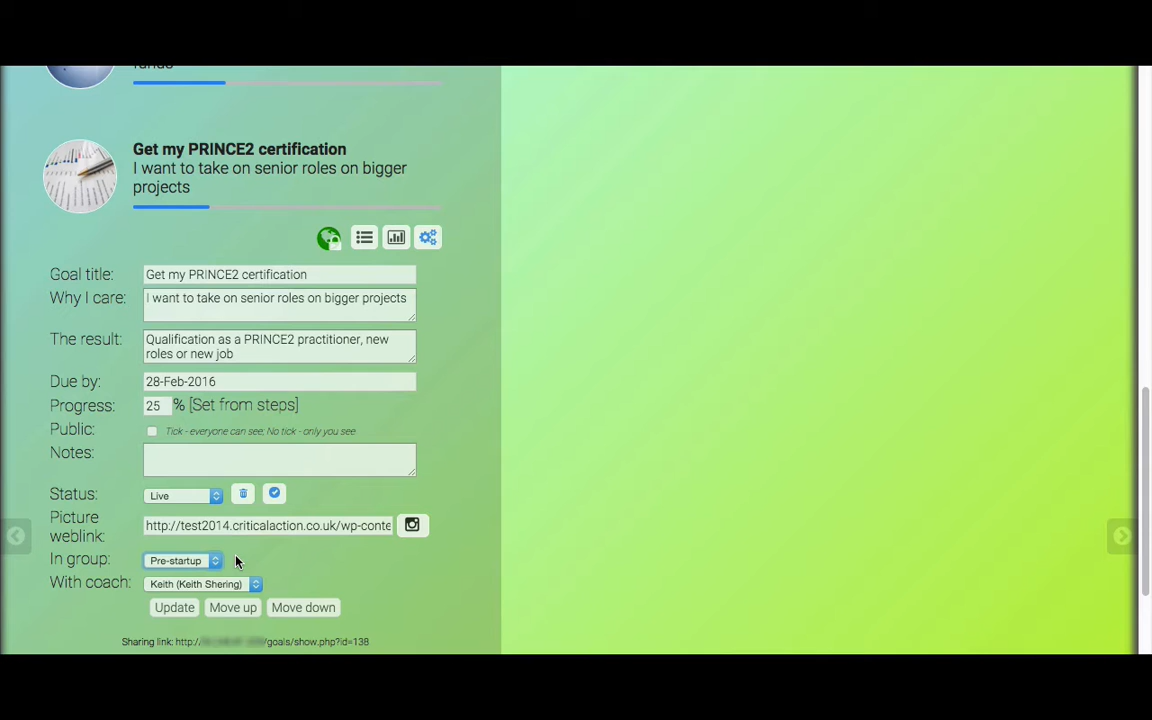 Get my PRINCE2 certification
I want to take on senior roles on bigger
projects
Goal title: Get my PRINCE2 certification
Why I care: I want to take on senior roles on bigger projects
The result: Qualification as a PRINCE2 practitioner, new
roles or new job
Due by: 28-Feb-2016
Progress: 25 % [Set from steps]
Public: Tick - everyone can see; No tick - only you see
Notes:
Status: Live
Picture
weblink: http://test2014.criticalaction.co.uk/wp-conte
In group: Pre-startup
With coach: Keith (Keith Shering)
Update Move up Move down
Sharing link: http:/ /goals/show.php?id=138